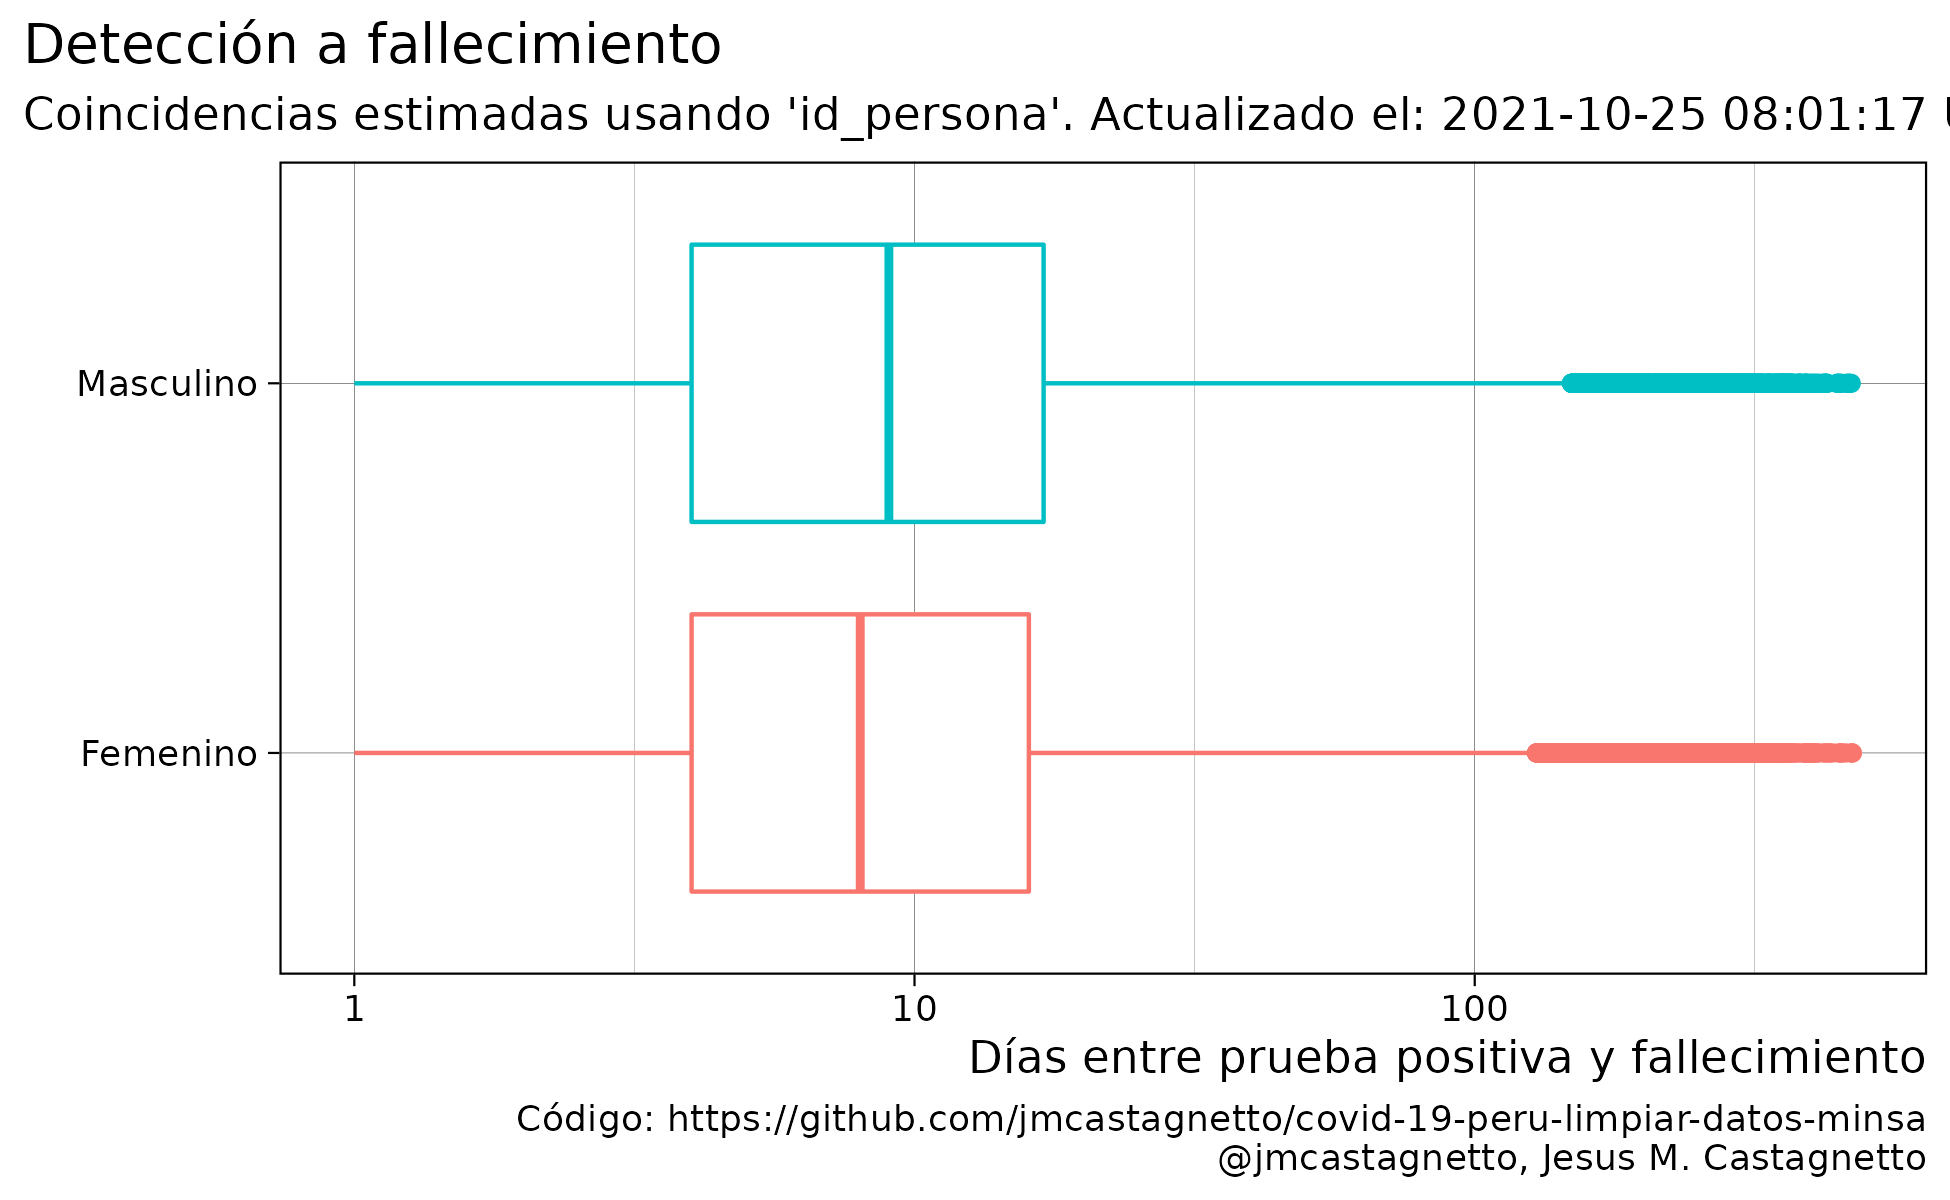 Detección a fallecimiento
Coincidencias estimadas usando 'id_persona'. Actualizado el: 2021-10-25 08:01:17
Masculino
Femenino
1 10 100
Días entre prueba positiva y fallecimiento
Código: https://github.com/jmcastagnetto/covid-19-peru-limpiar-datos-minsa
@jmcastagnetto, Jesus M. Castagnetto